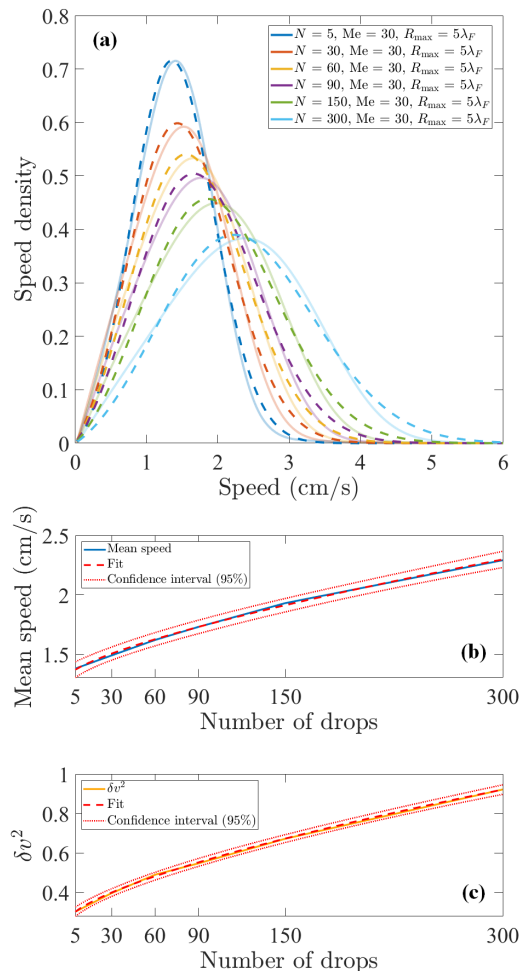 (a)
N = 5, Me = 30, R_max = 5λ_F
N = 30, Me = 30, R_max = 5λ_F
N = 60, Me = 30, R_max = 5λ_F
N = 90, Me = 30, R_max = 5λ_F
N = 150, Me = 30, R_max = 5λ_F
N = 300, Me = 30, R_max = 5λ_F
Speed density
0.8
0.7
0.6
0.5
0.4
0.3
0.2
0.1
0
0 1 2 3 4 5 6
Speed (cm/s)
Mean speed (cm/s)
2.5
2
1.5
Mean speed
Fit
Confidence interval (95%)
(b)
5 30 60 90 150 300
Number of drops
δv²
1
0.8
0.6
0.4
δv²
Fit
Confidence interval (95%)
(c)
5 30 60 90 150 300
Number of drops